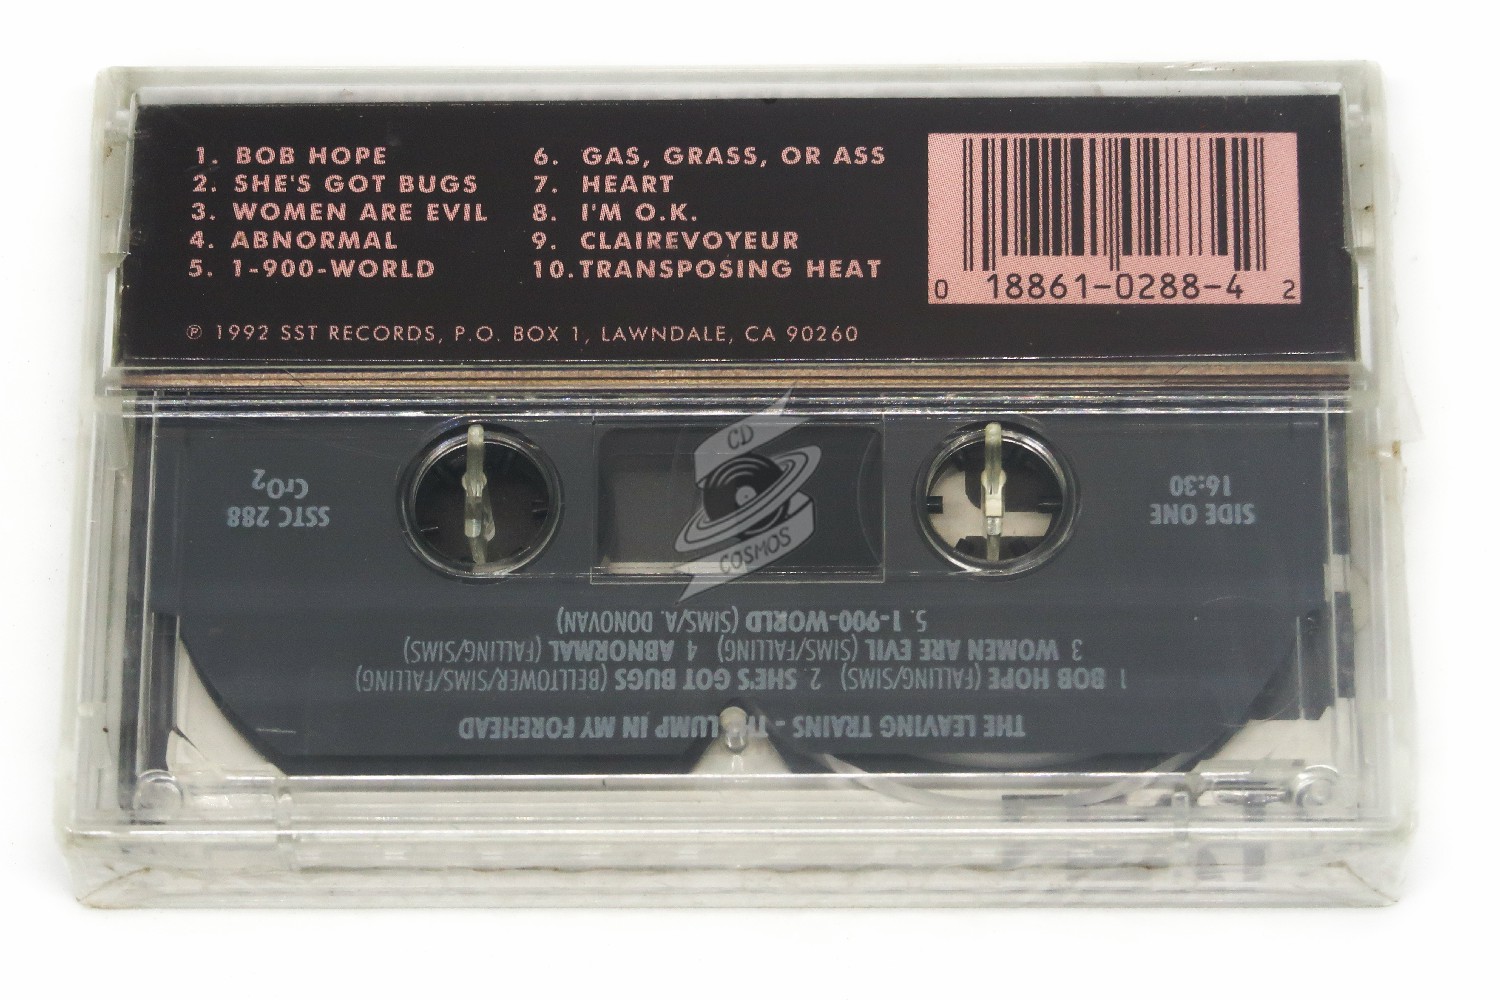 1. BOB HOPE
2. SHE'S GOT BUGS
3. WOMEN ARE EVIL
4. ABNORMAL
5. 1-900-WORLD
6. GAS, GRASS, OR ASS
7. HEART
8. I'M O.K.
9. CLAIREVOYEUR
10. TRANSPOSING HEAT
0 18861-0288-4 2
℗ 1992 SST RECORDS, P.O. BOX 1, LAWNDALE, CA 90260
CD
COSMOS
THE LEAVING TRAINS - THE LUMP IN MY FOREHEAD
1 BOB HOPE (FALLING/SIMS) 2. SHE'S GOT BUGS (BELLTOWER/SIMS/FALLING)
3 WOMEN ARE EVIL (SIMS/FALLING) 4 ABNORMAL (FALLING/SIMS)
5. 1-900-WORLD (SIMS/A. DONOVAN)
SIDE ONE
16:30
SSTC 288
CrO2